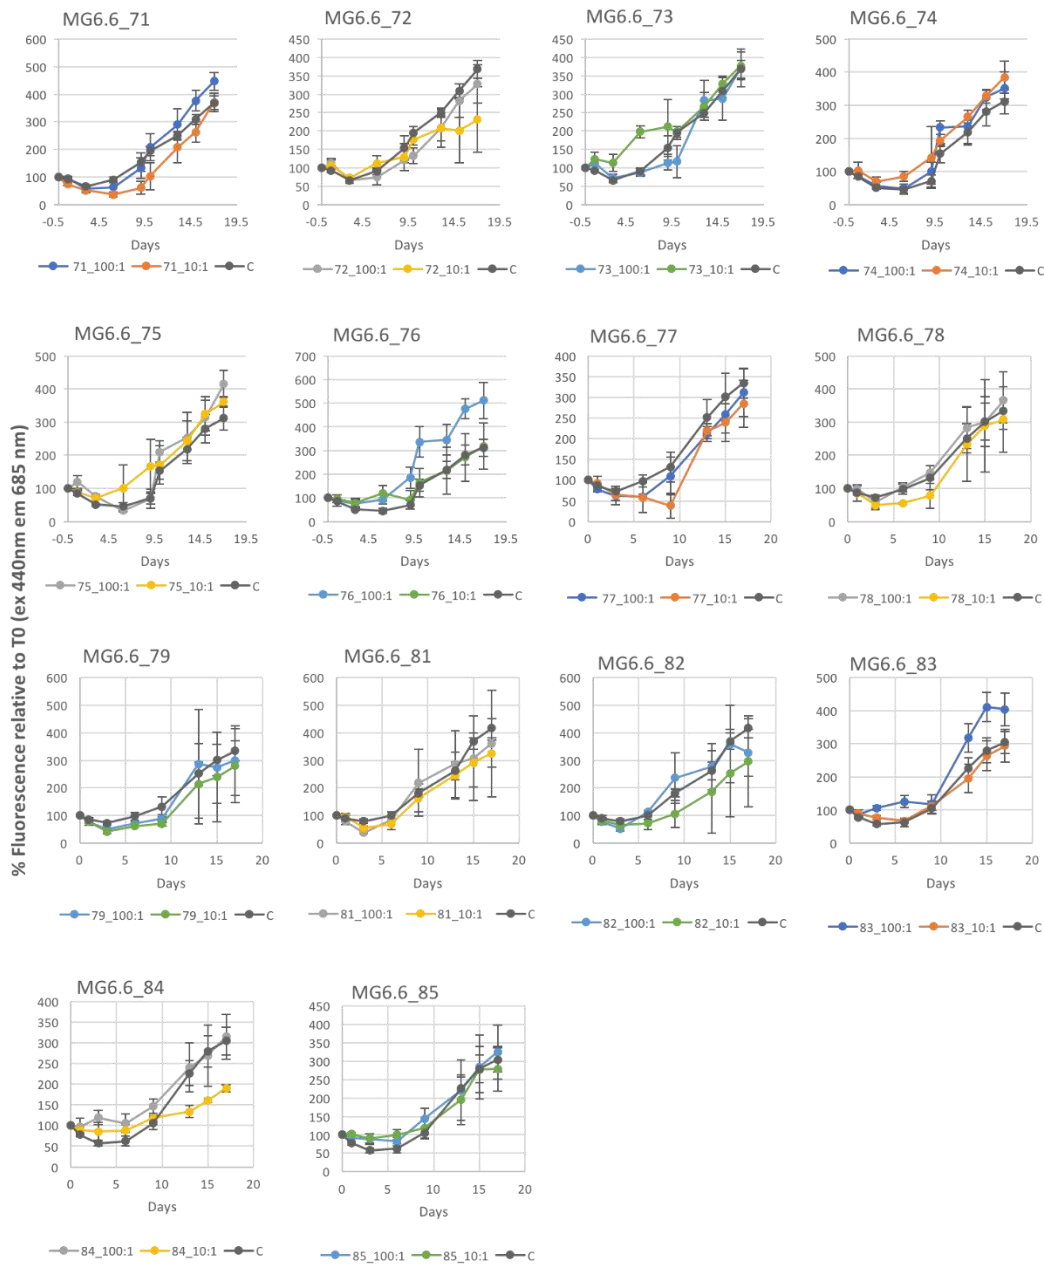 % Fluorescence relative to T0 (ex 440nm em 685 nm)
MG6.6_71
600
500
400
300
200
100
0
-0.5 4.5 9.5 14.5 19.5
Days
71_100:1 71_10:1 C
MG6.6_72
450
400
350
300
250
200
150
100
50
0
-0.5 4.5 9.5 14.5 19.5
Days
72_100:1 72_10:1 C
MG6.6_73
450
400
350
300
250
200
150
100
50
0
-0.5 4.5 9.5 14.5 19.5
Days
73_100:1 73_10:1 C
MG6.6_74
500
400
300
200
100
0
-0.5 4.5 9.5 14.5 19.5
Days
74_100:1 74_10:1 C
MG6.6_75
500
400
300
200
100
0
-0.5 4.5 9.5 14.5 19.5
Days
75_100:1 75_10:1 C
MG6.6_76
700
600
500
400
300
200
100
0
-0.5 4.5 9.5 14.5 19.5
Days
76_100:1 76_10:1 C
MG6.6_77
400
350
300
250
200
150
100
50
0
0 5 10 15 20
Days
77_100:1 77_10:1 C
MG6.6_78
500
400
300
200
100
0
0 5 10 15 20
Days
78_100:1 78_10:1 C
MG6.6_79
600
500
400
300
200
100
0
0 5 10 15 20
Days
79_100:1 79_10:1 C
MG6.6_81
600
500
400
300
200
100
0
0 5 10 15 20
Days
81_100:1 81_10:1 C
MG6.6_82
600
500
400
300
200
100
0
0 5 10 15 20
Days
82_100:1 82_10:1 C
MG6.6_83
500
400
300
200
100
0
0 5 10 15 20
Days
83_100:1 83_10:1 C
MG6.6_84
400
350
300
250
200
150
100
50
0
0 5 10 15 20
Days
84_100:1 84_10:1 C
MG6.6_85
450
400
350
300
250
200
150
100
50
0
0 5 10 15 20
Days
85_100:1 85_10:1 C